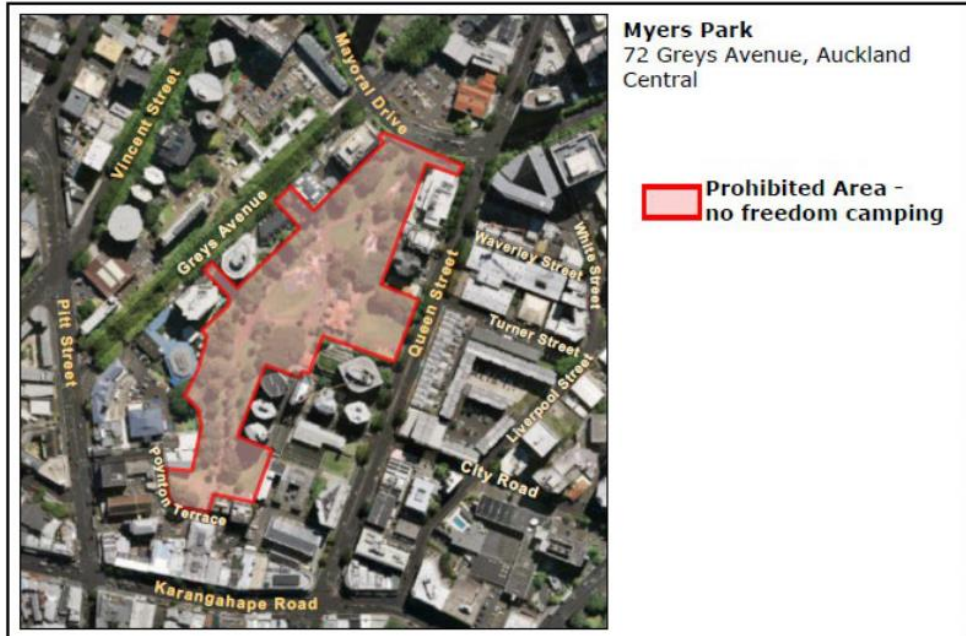 Myers Park
72 Greys Avenue, Auckland
Central
Prohibited Area -
no freedom camping
Mayoral Drive
Vincent Street
Greys Avenue
Waverley Street
White Street
Queen Street
Pitt Street
Turner Street
Liverpool Street
City Road
Poynton Terrace
Karangahape Road